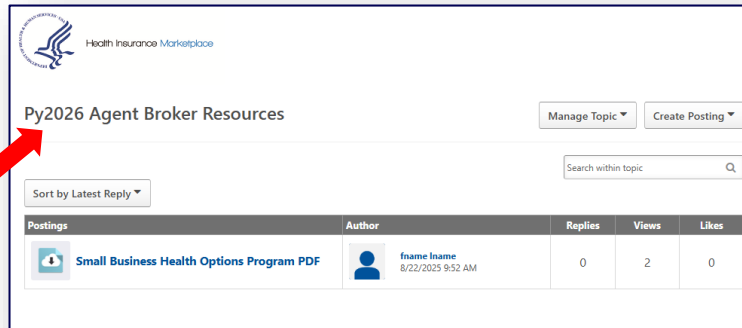 Health Insurance Marketplace
Py2026 Agent Broker Resources
Manage Topic
Create Posting
Search within topic
Sort by Latest Reply
Postings Author Replies Views Likes
Small Business Health Options Program PDF
fname lname
8/22/2025 9:52 AM
0 2 0